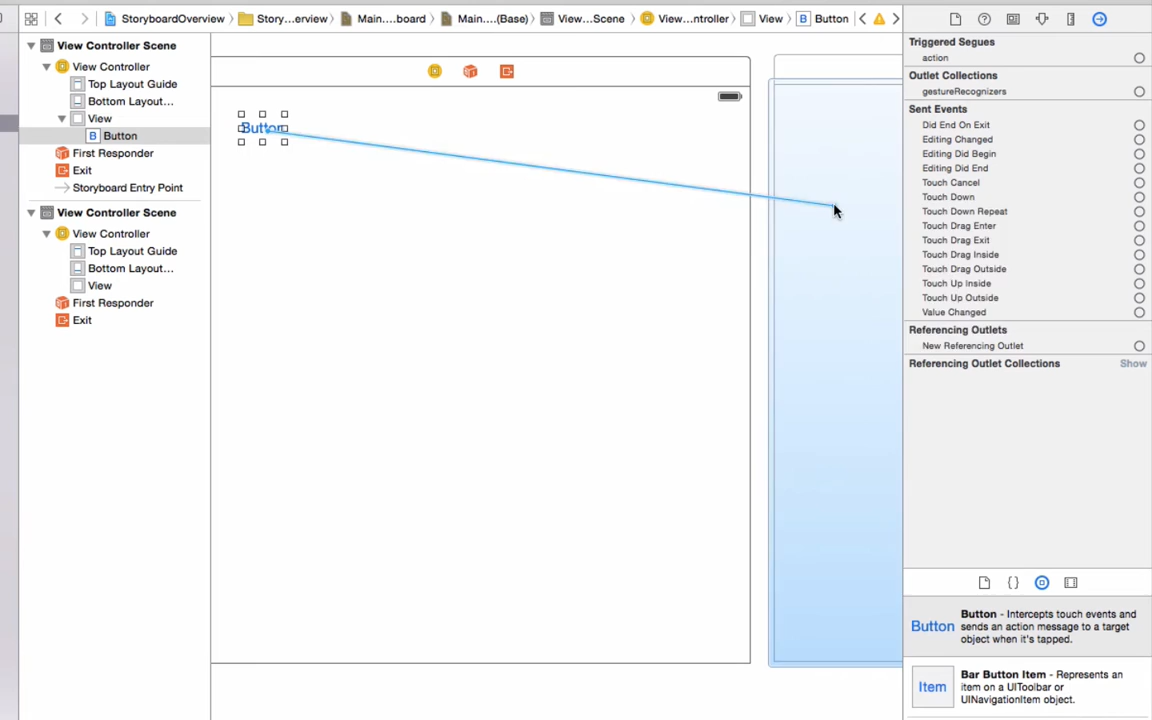 StoryboardOverview
Story...erview
Main....board
Main....(Base)
View...Scene
View...ntroller
View
B Button
View Controller Scene
View Controller
Top Layout Guide
Bottom Layout...
View
B Button
First Responder
Exit
Storyboard Entry Point
View Controller Scene
View Controller
Top Layout Guide
Bottom Layout...
View
First Responder
Exit
Button
Triggered Segues
action
Outlet Collections
gestureRecognizers
Sent Events
Did End On Exit
Editing Changed
Editing Did Begin
Editing Did End
Touch Cancel
Touch Down
Touch Down Repeat
Touch Drag Enter
Touch Drag Exit
Touch Drag Inside
Touch Drag Outside
Touch Up Inside
Touch Up Outside
Value Changed
Referencing Outlets
New Referencing Outlet
Referencing Outlet Collections Show
Button
Button - Intercepts touch events and
sends an action message to a target
object when it's tapped.
Item
Bar Button Item - Represents an
item on a UIToolbar or
UINavigationItem object.